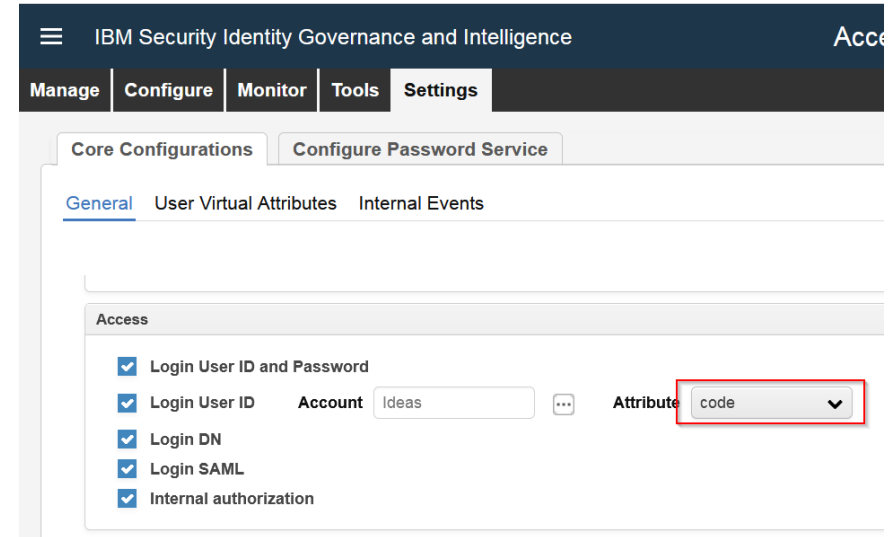 IBM Security Identity Governance and Intelligence Acce
Manage Configure Monitor Tools Settings
Core Configurations Configure Password Service
General User Virtual Attributes Internal Events
Access
Login User ID and Password
Login User ID Account Ideas ... Attribute code
Login DN
Login SAML
Internal authorization